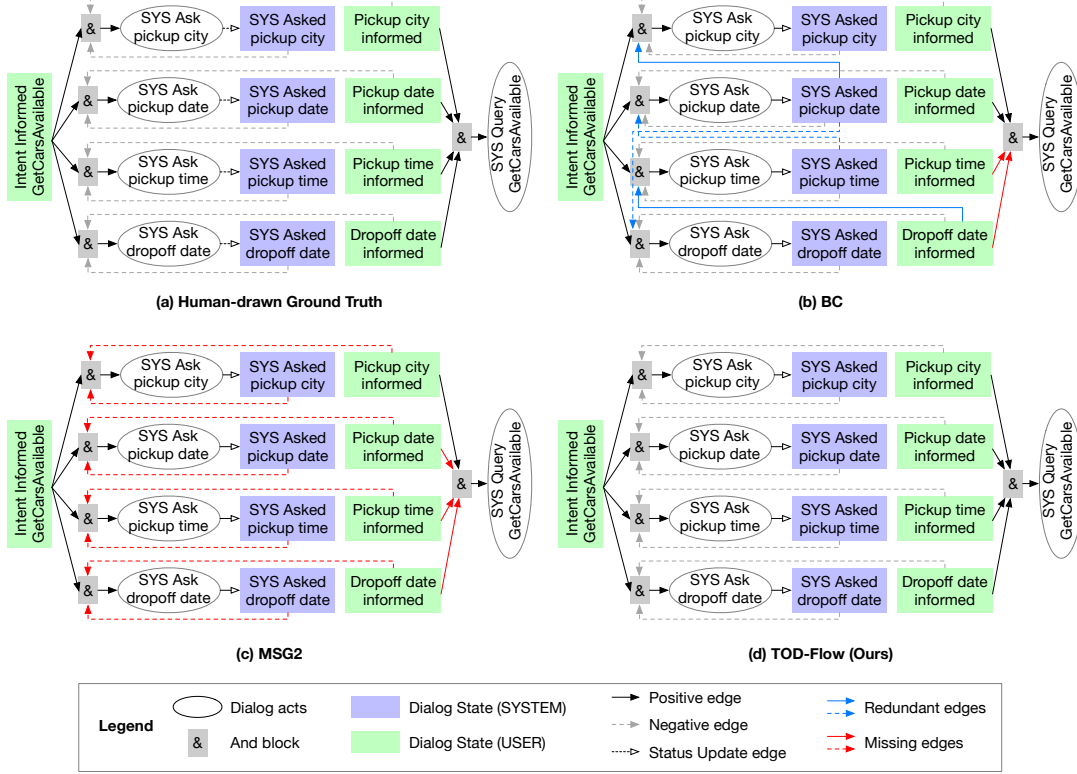 Intent Informed
GetCarsAvailable
&
SYS Ask
pickup city
SYS Asked
pickup city
Pickup city
informed
&
SYS Ask
pickup date
SYS Asked
pickup date
Pickup date
informed
&
SYS Ask
pickup time
SYS Asked
pickup time
Pickup time
informed
&
SYS Ask
dropoff date
SYS Asked
dropoff date
Dropoff date
informed
&
SYS Query
GetCarsAvailable
(a) Human-drawn Ground Truth
Intent Informed
GetCarsAvailable
&
SYS Ask
pickup city
SYS Asked
pickup city
Pickup city
informed
&
SYS Ask
pickup date
SYS Asked
pickup date
Pickup date
informed
&
SYS Ask
pickup time
SYS Asked
pickup time
Pickup time
informed
&
SYS Ask
dropoff date
SYS Asked
dropoff date
Dropoff date
informed
&
SYS Query
GetCarsAvailable
(b) BC
Intent Informed
GetCarsAvailable
&
SYS Ask
pickup city
SYS Asked
pickup city
Pickup city
informed
&
SYS Ask
pickup date
SYS Asked
pickup date
Pickup date
informed
&
SYS Ask
pickup time
SYS Asked
pickup time
Pickup time
informed
&
SYS Ask
dropoff date
SYS Asked
dropoff date
Dropoff date
informed
&
SYS Query
GetCarsAvailable
(c) MSG2
Intent Informed
GetCarsAvailable
&
SYS Ask
pickup city
SYS Asked
pickup city
Pickup city
informed
&
SYS Ask
pickup date
SYS Asked
pickup date
Pickup date
informed
&
SYS Ask
pickup time
SYS Asked
pickup time
Pickup time
informed
&
SYS Ask
dropoff date
SYS Asked
dropoff date
Dropoff date
informed
&
SYS Query
GetCarsAvailable
(d) TOD-Flow (Ours)
Legend
Dialog acts
&
And block
Dialog State (SYSTEM)
Dialog State (USER)
Positive edge
Negative edge
Status Update edge
Redundant edges
Missing edges